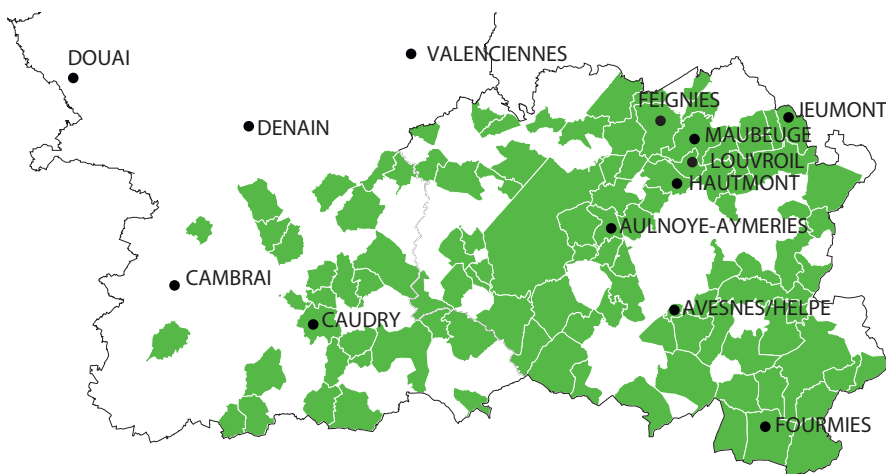 VALENCIENNES
DOUAI
FEIGNIES
JEUMONT
DENAIN
MAUBEUGE
LOUVROIL
HAUTMONT
AULNOYE-AYMERIES
CAMBRAI
AVESNES/HELPE
CAUDRY
FOURMIES